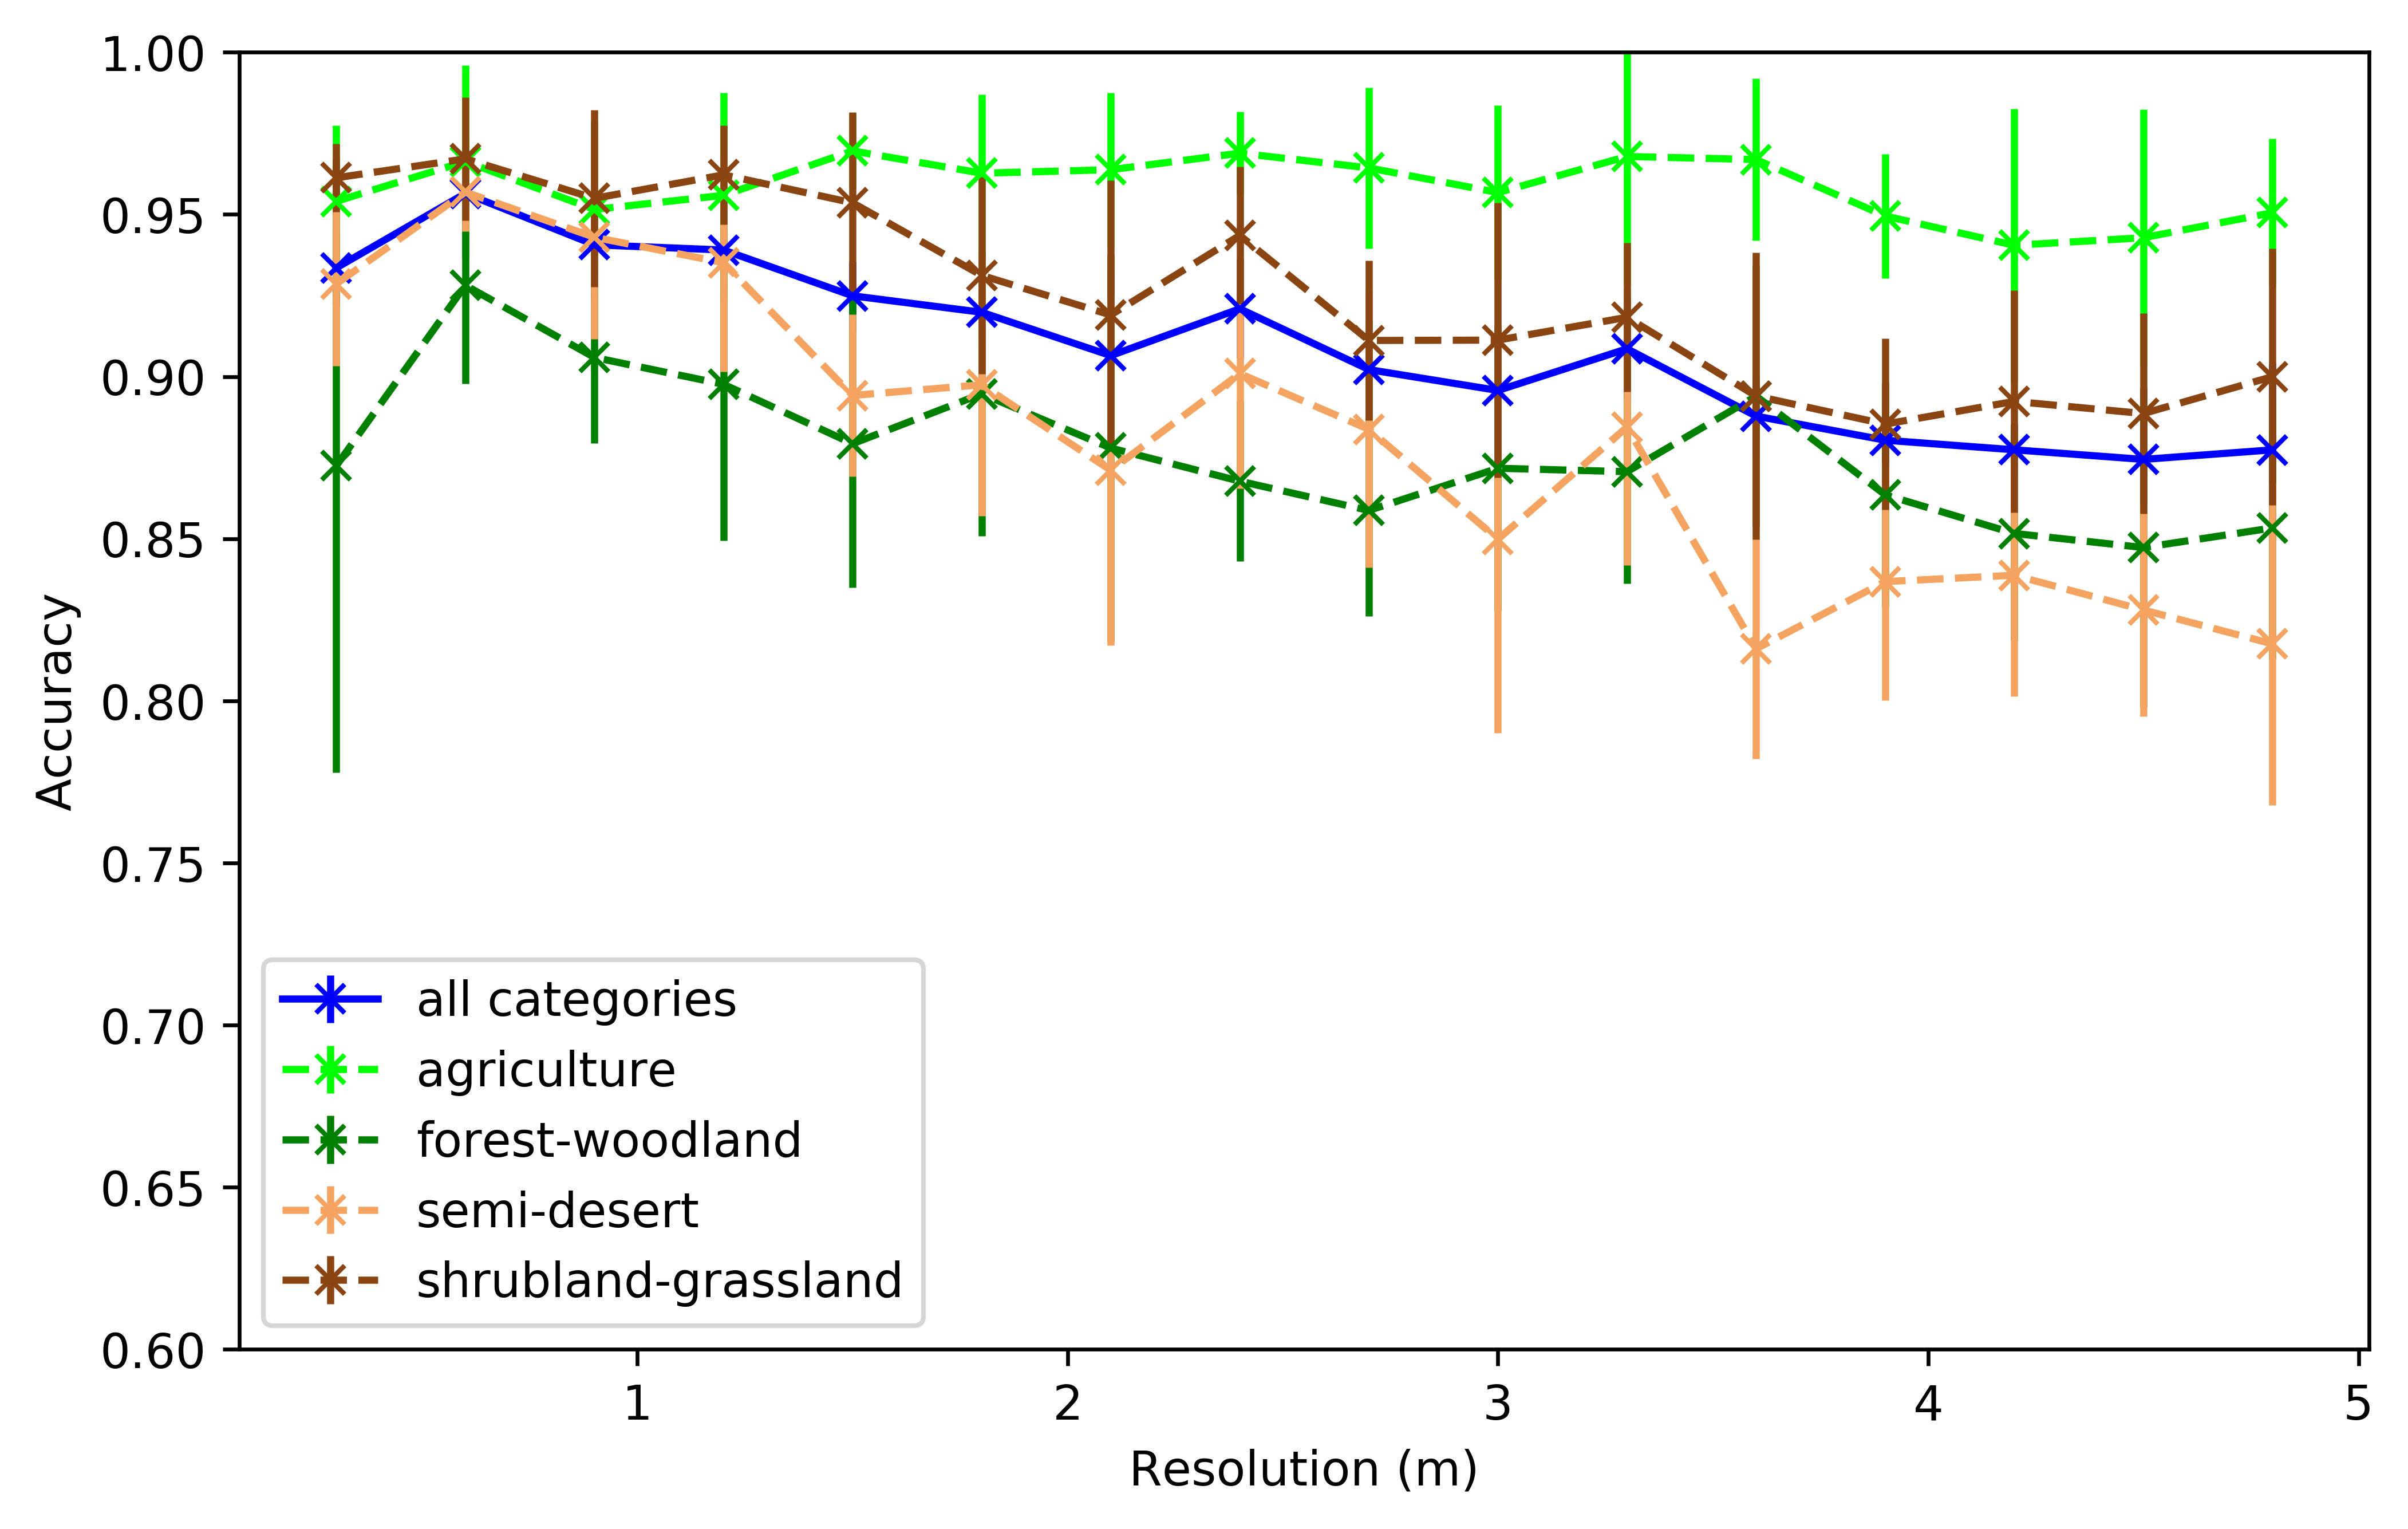 1.00
0.95
0.90
0.85
0.80
0.75
0.70
0.65
0.60
Accuracy
all categories
agriculture
forest-woodland
semi-desert
shrubland-grassland
1 2 3 4 5
Resolution (m)